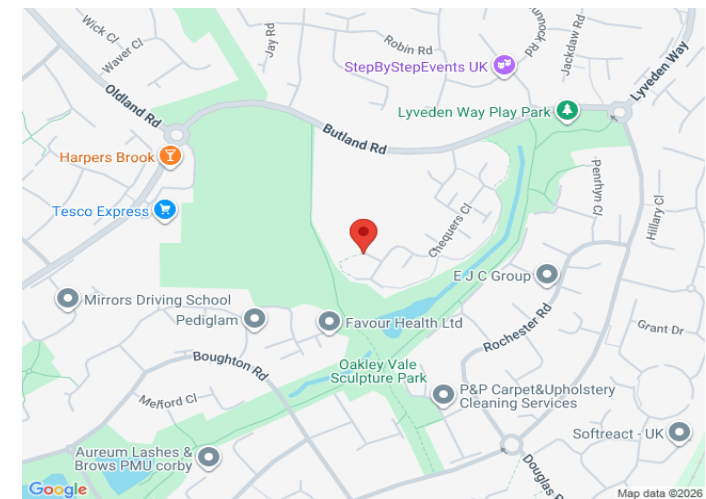 Wick Cl
Waver Cl
Jay Rd
Robin Rd
Jackdaw Rd
StepByStepEvents UK
Lyveden Way
Oldland Rd
Lyveden Way Play Park
Butland Rd
Harpers Brook
Penrhyn Cl
Tesco Express
Hillary Cl
Chequers Cl
E J C Group
Mirrors Driving School
Pediglam
Favour Health Ltd
Rochester Rd
Grant Dr
Boughton Rd
Oakley Vale
Sculpture Park
P&P Carpet&Upholstery
Cleaning Services
Softreact - UK
Aureum Lashes &
Brows PMU corby
Douglas
Google
Map data ©2026